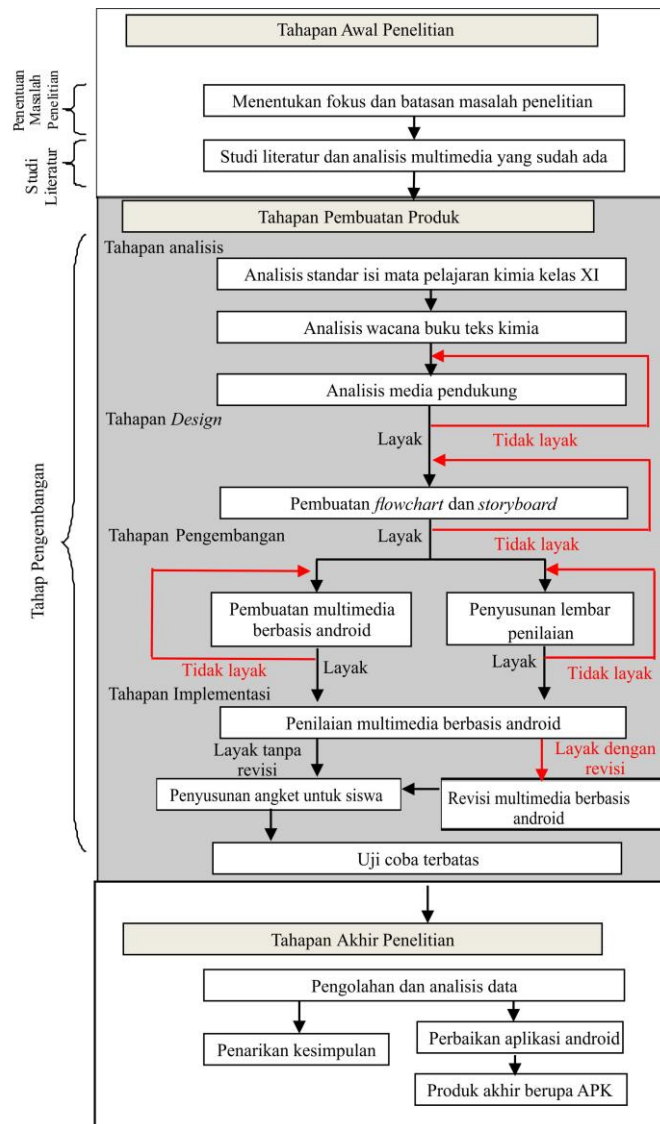 Tahapan Awal Penelitian
Penentuan
Masalah
Penelitian
Menentukan fokus dan batasan masalah penelitian
Studi
Literatur
Studi literatur dan analisis multimedia yang sudah ada
Tahapan Pembuatan Produk
Tahap Pengembangan
Tahapan analisis
Analisis standar isi mata pelajaran kimia kelas XI
Analisis wacana buku teks kimia
Analisis media pendukung
Tahapan Design
Layak
Tidak layak
Pembuatan flowchart dan storyboard
Tahapan Pengembangan
Layak
Tidak layak
Pembuatan multimedia
berbasis android
Penyusunan lembar
penilaian
Tidak layak
Layak
Layak
Tidak layak
Tahapan Implementasi
Penilaian multimedia berbasis android
Layak tanpa
revisi
Layak dengan
revisi
Penyusunan angket untuk siswa
Revisi multimedia berbasis
android
Uji coba terbatas
Tahapan Akhir Penelitian
Pengolahan dan analisis data
Penarikan kesimpulan
Perbaikan aplikasi android
Produk akhir berupa APK